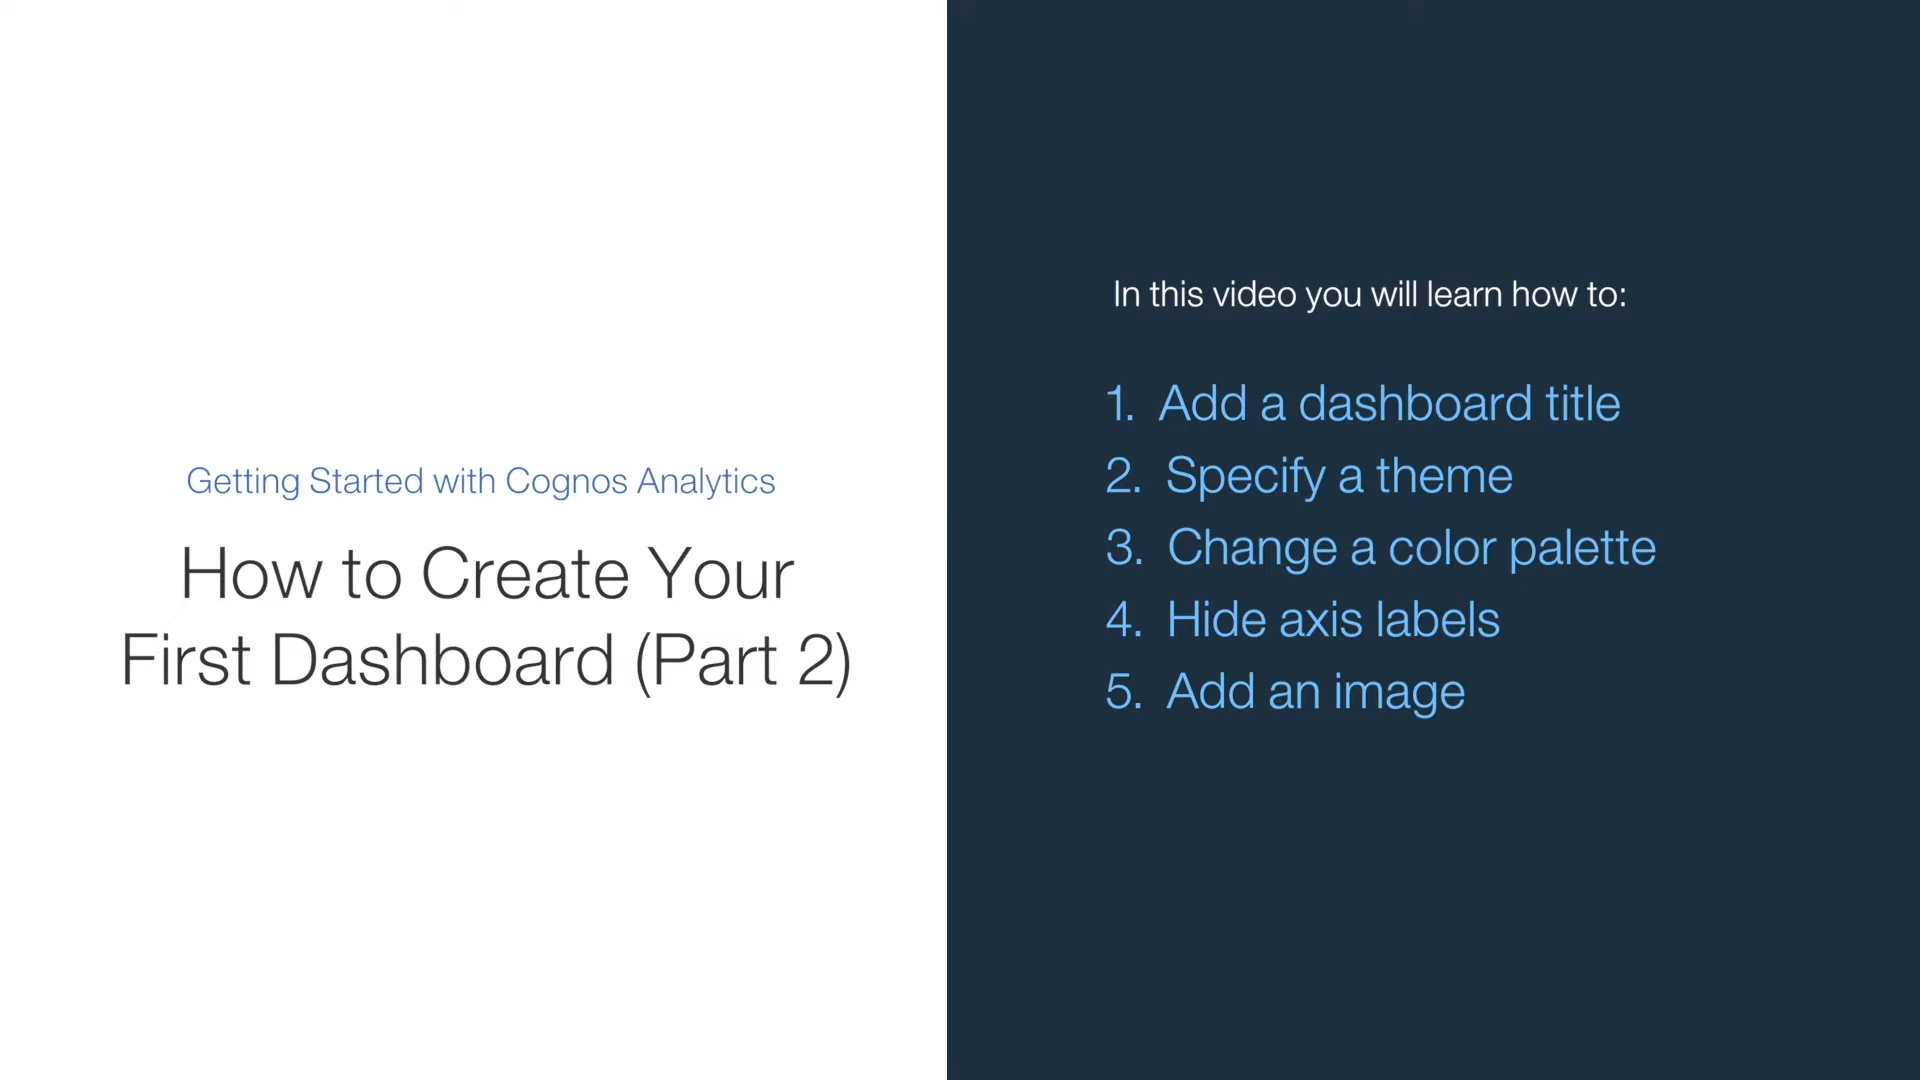 Getting Started with Cognos Analytics
How to Create Your
First Dashboard (Part 2)
In this video you will learn how to:
1. Add a dashboard title
2. Specify a theme
3. Change a color palette
4. Hide axis labels
5. Add an image